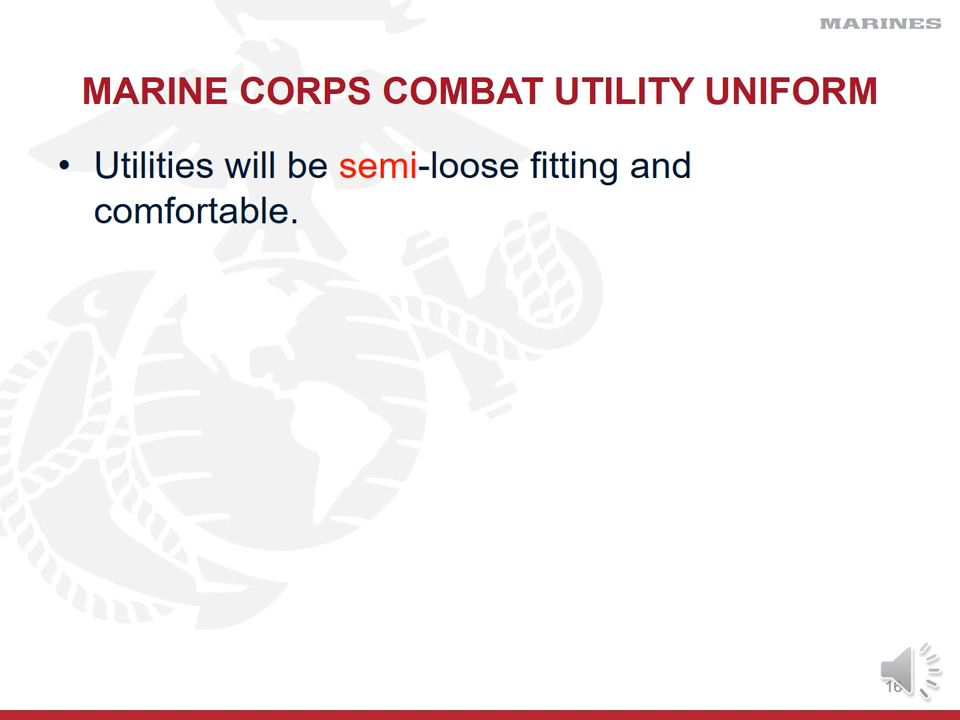 MARINES
MARINE CORPS COMBAT UTILITY UNIFORM
• Utilities will be semi-loose fitting and
comfortable.
16